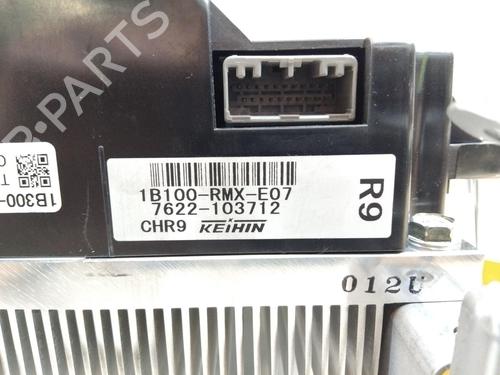 B-PARTS
1B300-
1B100-RMX-E07
7622-103712
CHR9 KEIHIN
R9
012U